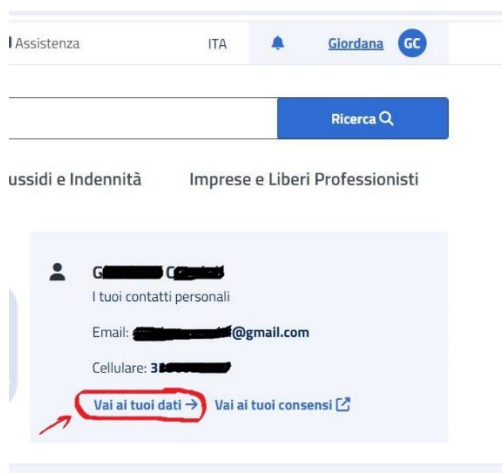 Assistenza ITA Giordana GC
Ricerca
ussidi e Indennità Imprese e Liberi Professionisti
G C
I tuoi contatti personali
Email: @gmail.com
Cellulare: 3
Vai ai tuoi dati → Vai ai tuoi consensi